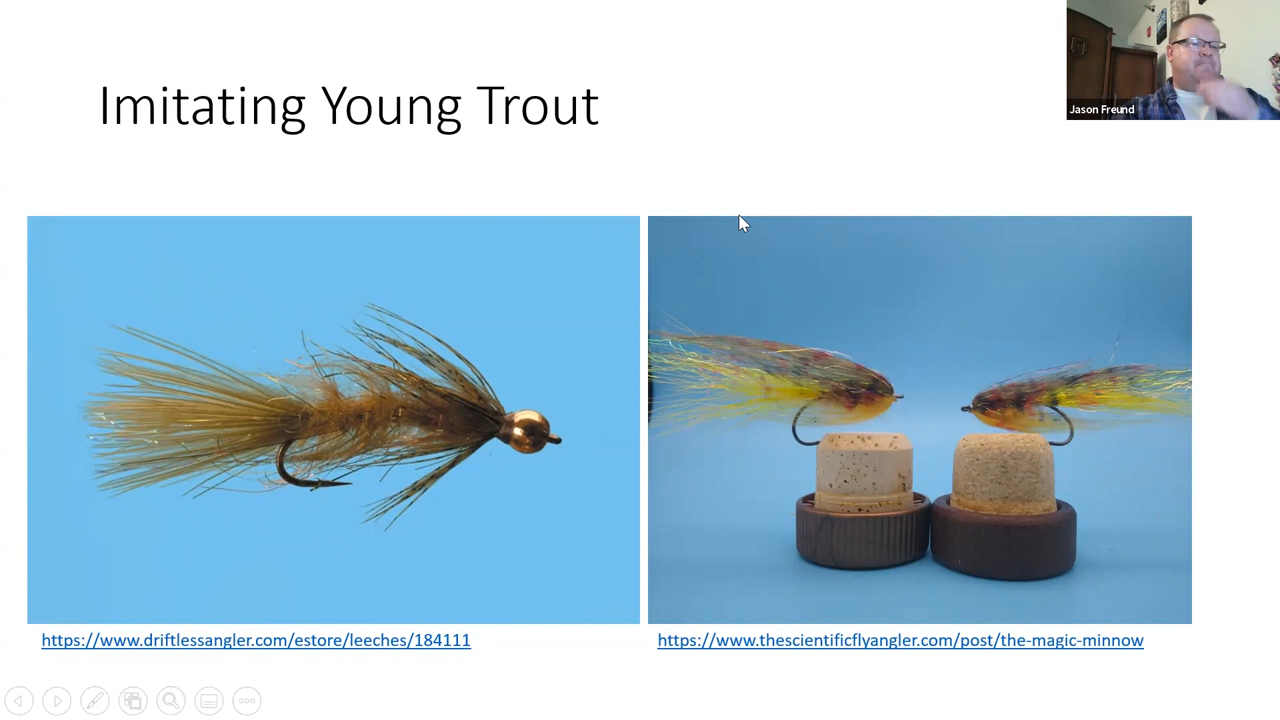 Imitating Young Trout
Jason Freund
https://www.driftlessangler.com/estore/leeches/184111
https://www.thescientificflyangler.com/post/the-magic-minnow